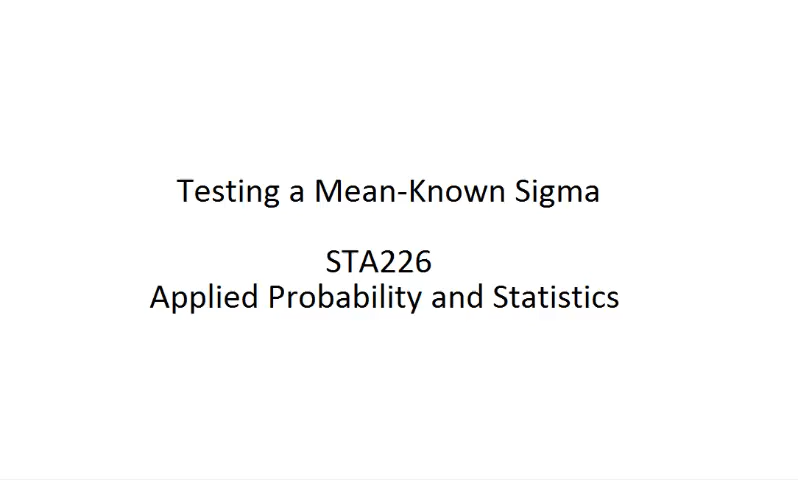 Testing a Mean-Known Sigma
STA226
Applied Probability and Statistics